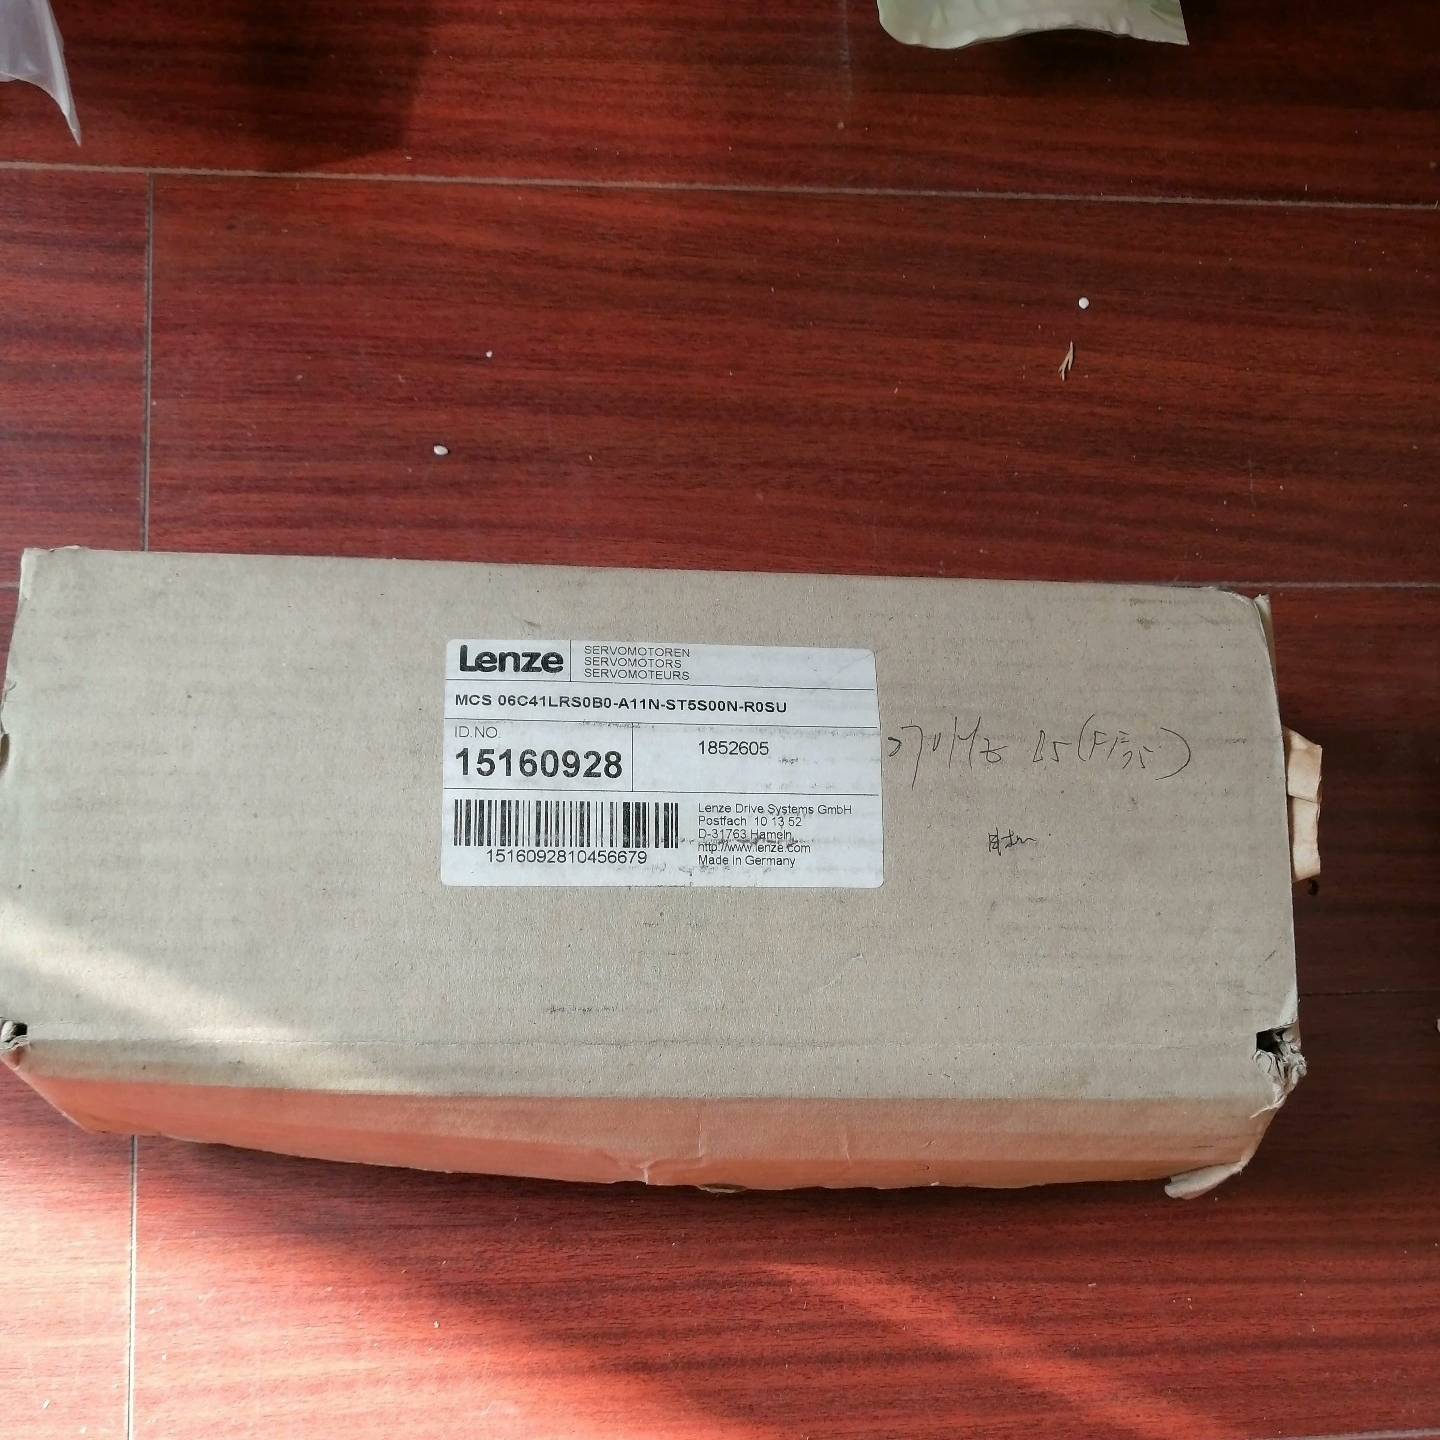 Lenze
SERVOMOTOREN
SERVOMOTORS
SERVOMOTEURS
MCS 06C41LRS0B0-A11N-ST5S00N-R0SU
ID.NO.
15160928
1852605
1516092810456679
Lenze Drive Systems GmbH
Postfach 10 13 52
D-31763 Hameln
http://www.lenze.com
Made in Germany